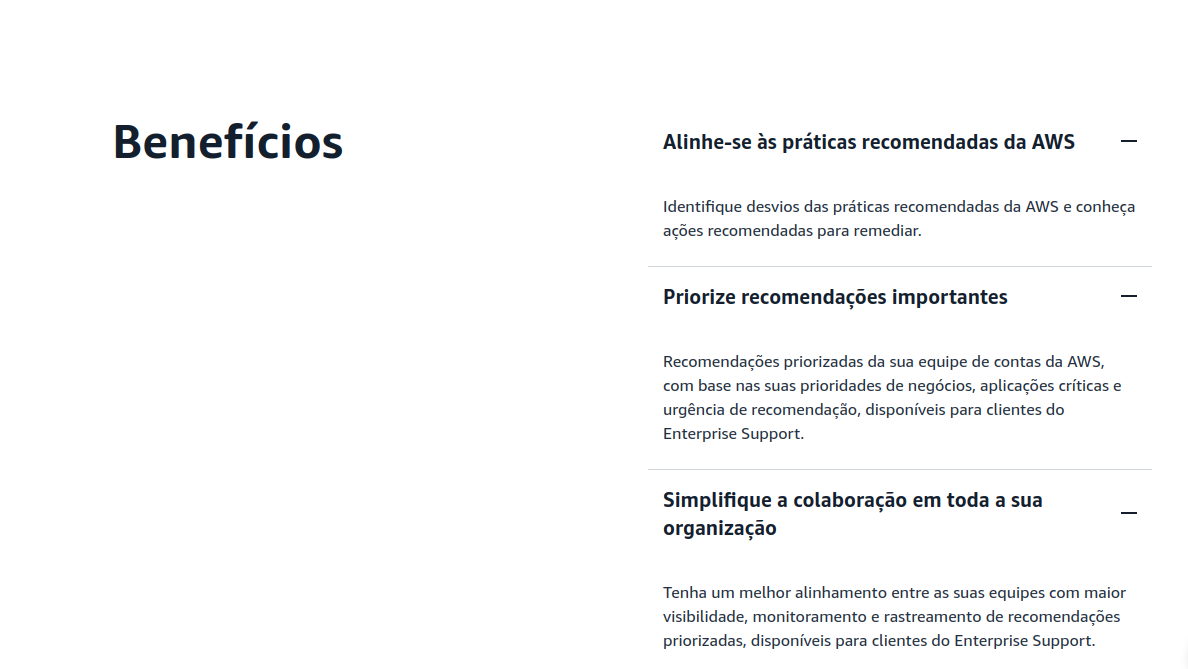 Benefícios
Alinhe-se às práticas recomendadas da AWS
Identifique desvios das práticas recomendadas da AWS e conheça
ações recomendadas para remediar.
Priorize recomendações importantes
Recomendações priorizadas da sua equipe de contas da AWS,
com base nas suas prioridades de negócios, aplicações críticas e
urgência de recomendação, disponíveis para clientes do
Enterprise Support.
Simplifique a colaboração em toda a sua
organização
Tenha um melhor alinhamento entre as suas equipes com maior
visibilidade, monitoramento e rastreamento de recomendações
priorizadas, disponíveis para clientes do Enterprise Support.